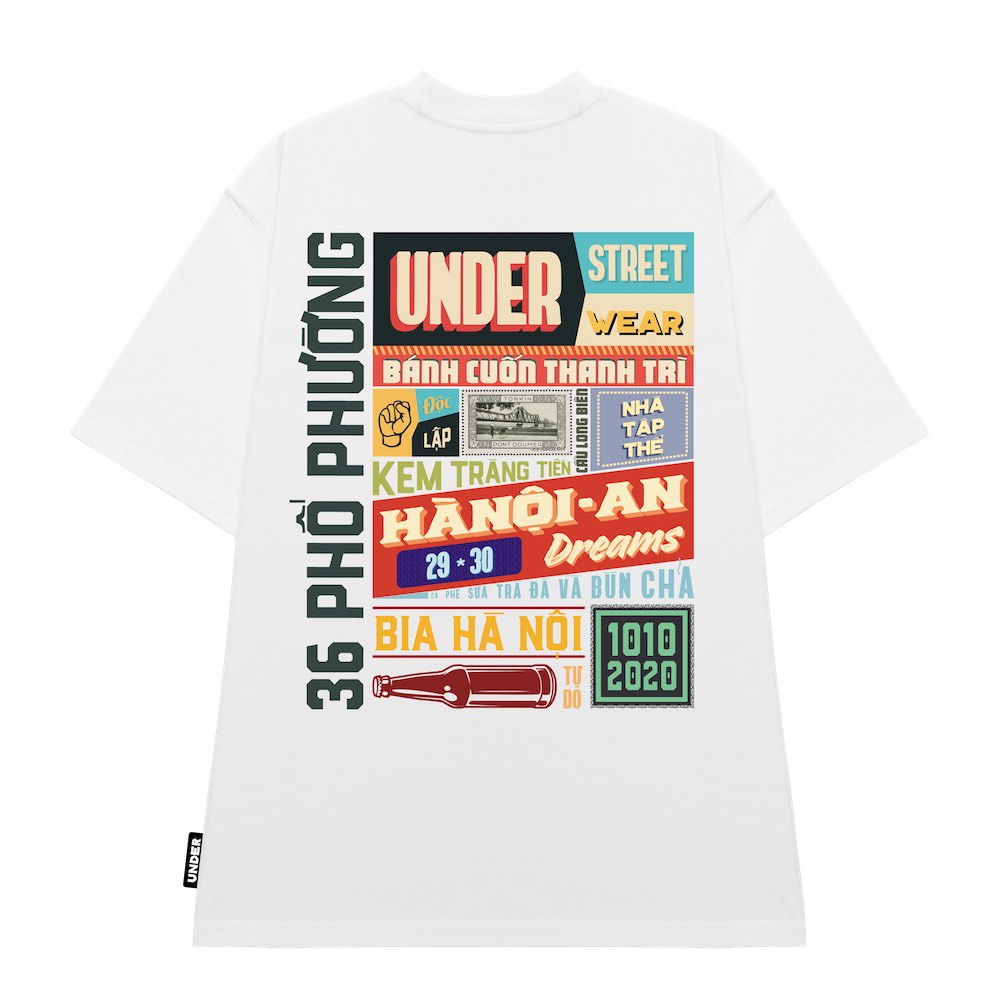 36 PHỐ PHƯỜNG
UNDER
STREET
WEAR
BÁNH CUỐN THANH TRÌ
Độc
LẬP
TONKIN
PONT DOUMER
CẦU LONG BIÊN
NHÀ
TẬP
THỂ
KEM TRÀNG TIỀN
HÀNỘI-AN
Dreams
29 * 30
CÀ PHÊ SỮA TRÀ ĐÁ VÀ BÚN CHẢ
BIA HÀ NỘI
TỰ
DO
1010
2020
UNDER